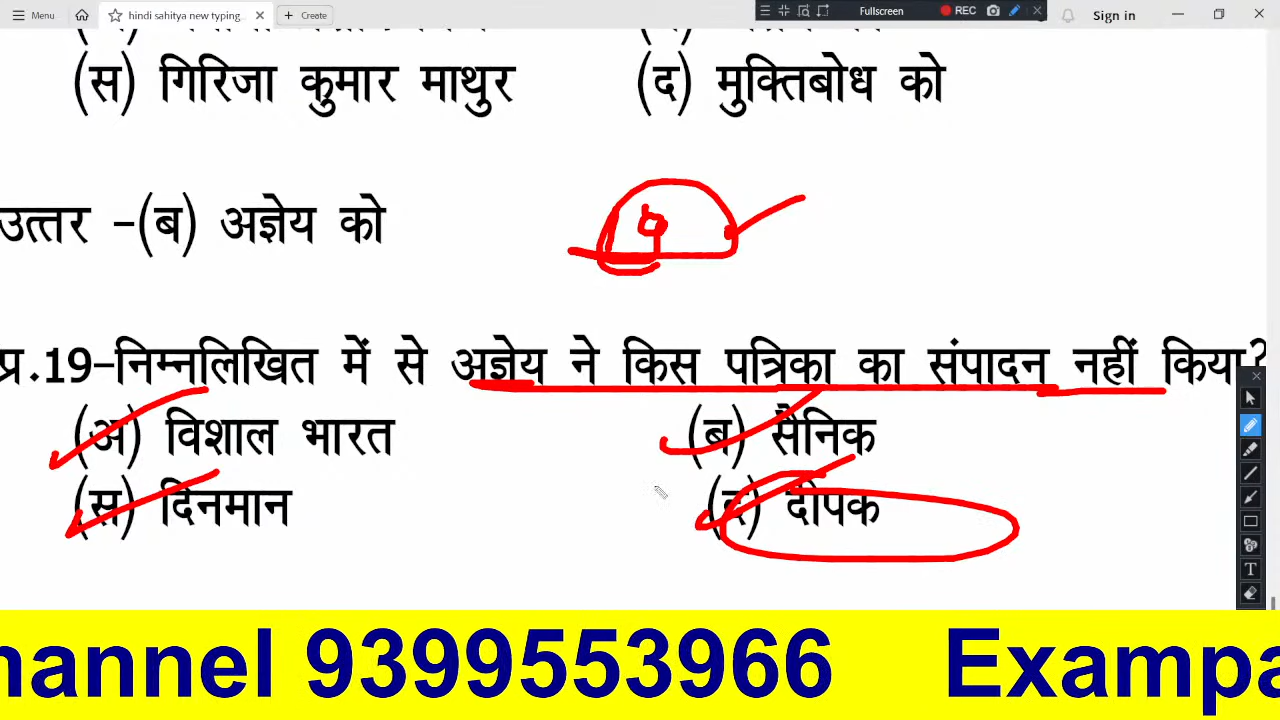 Menu
hindi sahitya new typing...
+ Create
Fullscreen
REC
Sign in
(स) गिरिजा कुमार माथुर (द) मुक्तिबोध को
उत्तर -(ब) अज्ञेय को
प्र.19-निम्नलिखित में से अज्ञेय ने किस पत्रिका का संपादन नहीं किया?
(अ) विशाल भारत (ब) सैनिक
(स) दिनमान (द) दीपक
hannel 9399553966 Exampa